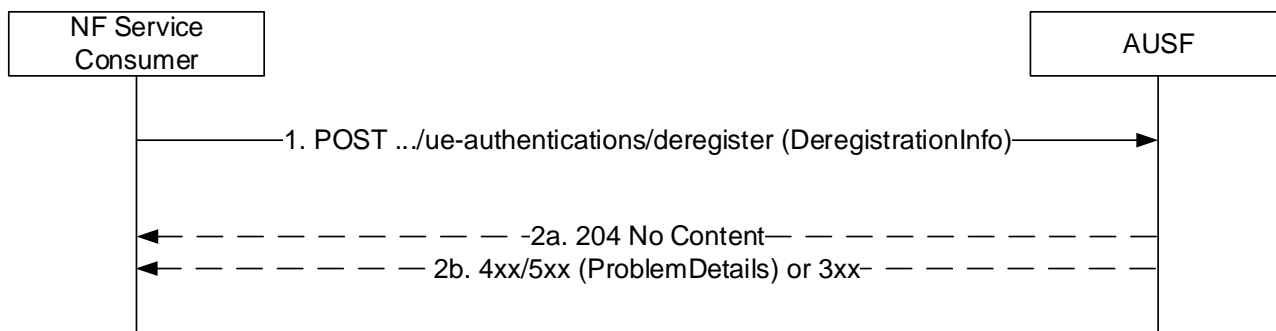 NF Service
Consumer
AUSF
1. POST .../ue-authentications/deregister (DeregistrationInfo)
2a. 204 No Content
2b. 4xx/5xx (ProblemDetails) or 3xx